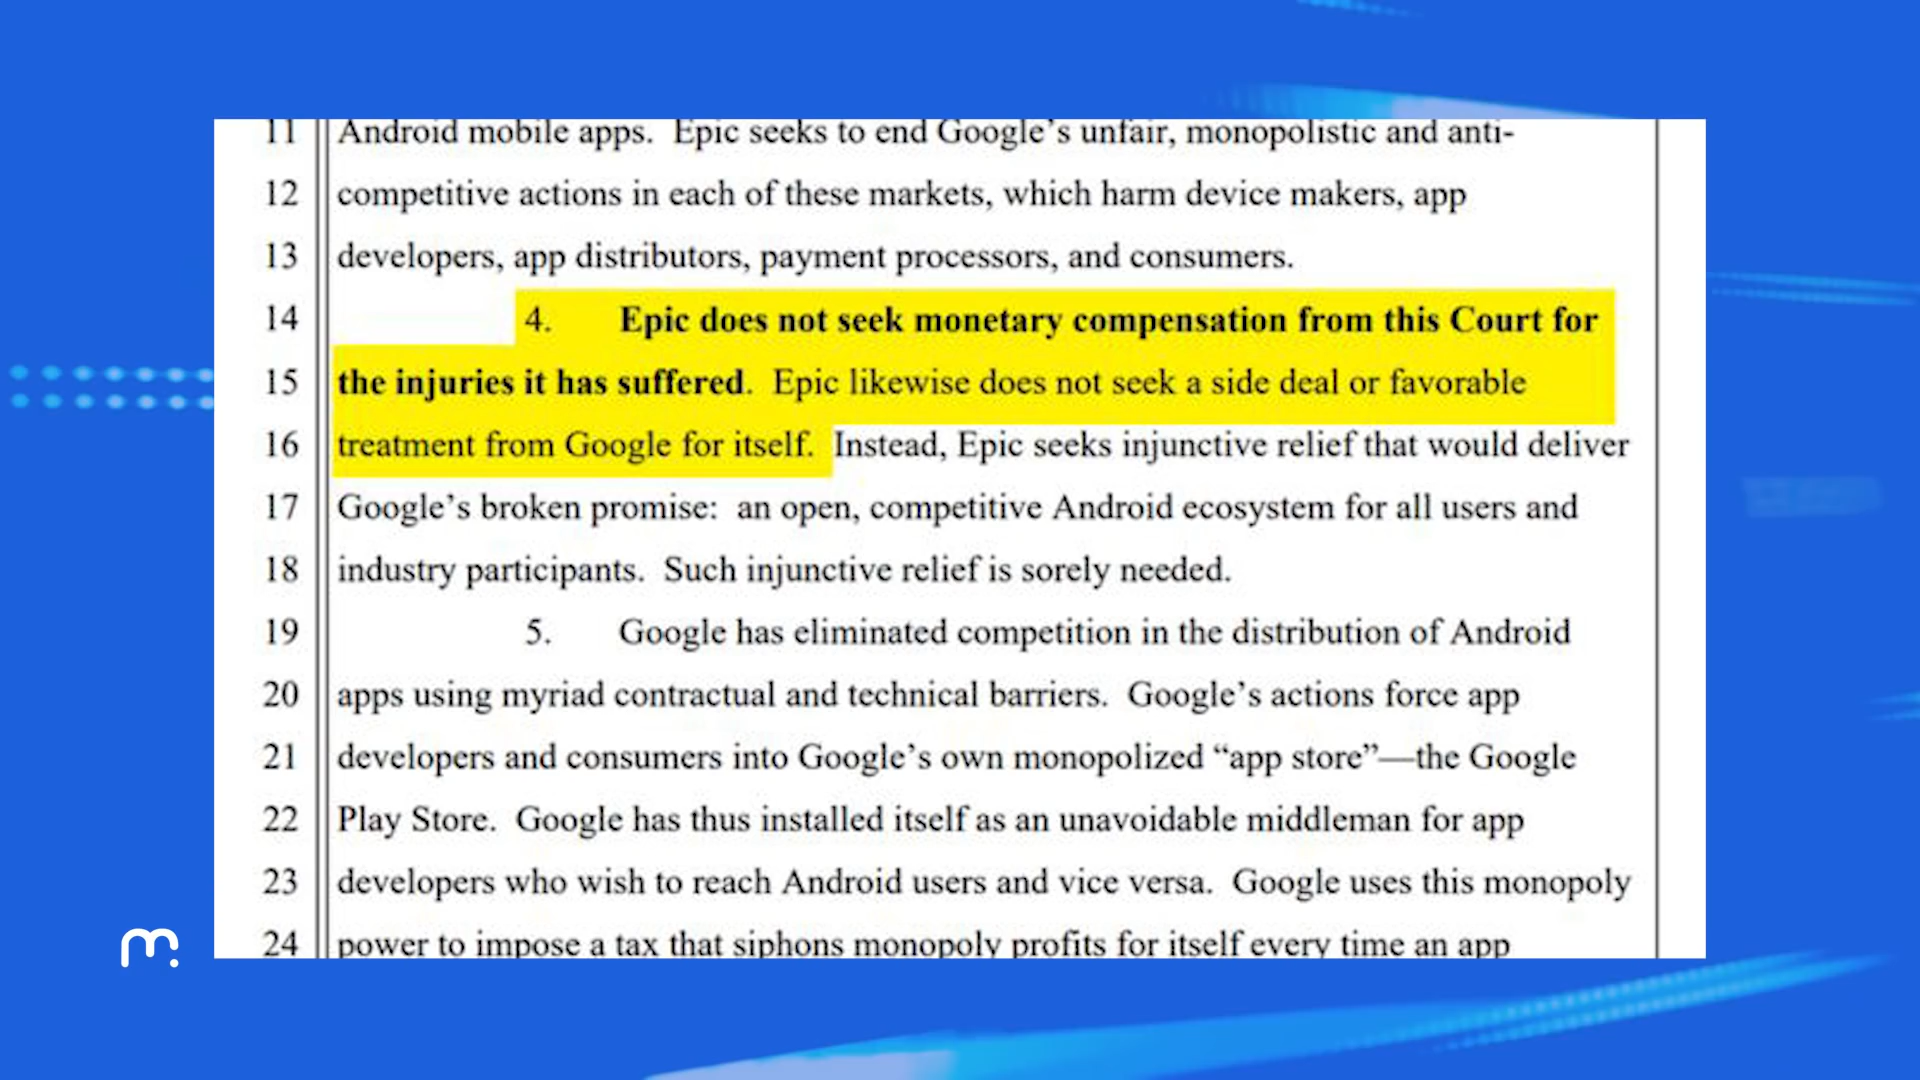 11 Android mobile apps. Epic seeks to end Google's unfair, monopolistic and anti-
12 competitive actions in each of these markets, which harm device makers, app
13 developers, app distributors, payment processors, and consumers.
14 4. Epic does not seek monetary compensation from this Court for
15 the injuries it has suffered. Epic likewise does not seek a side deal or favorable
16 treatment from Google for itself. Instead, Epic seeks injunctive relief that would deliver
17 Google's broken promise: an open, competitive Android ecosystem for all users and
18 industry participants. Such injunctive relief is sorely needed.
19 5. Google has eliminated competition in the distribution of Android
20 apps using myriad contractual and technical barriers. Google's actions force app
21 developers and consumers into Google's own monopolized “app store”—the Google
22 Play Store. Google has thus installed itself as an unavoidable middleman for app
23 developers who wish to reach Android users and vice versa. Google uses this monopoly
24 power to impose a tax that siphons monopoly profits for itself every time an app
m.